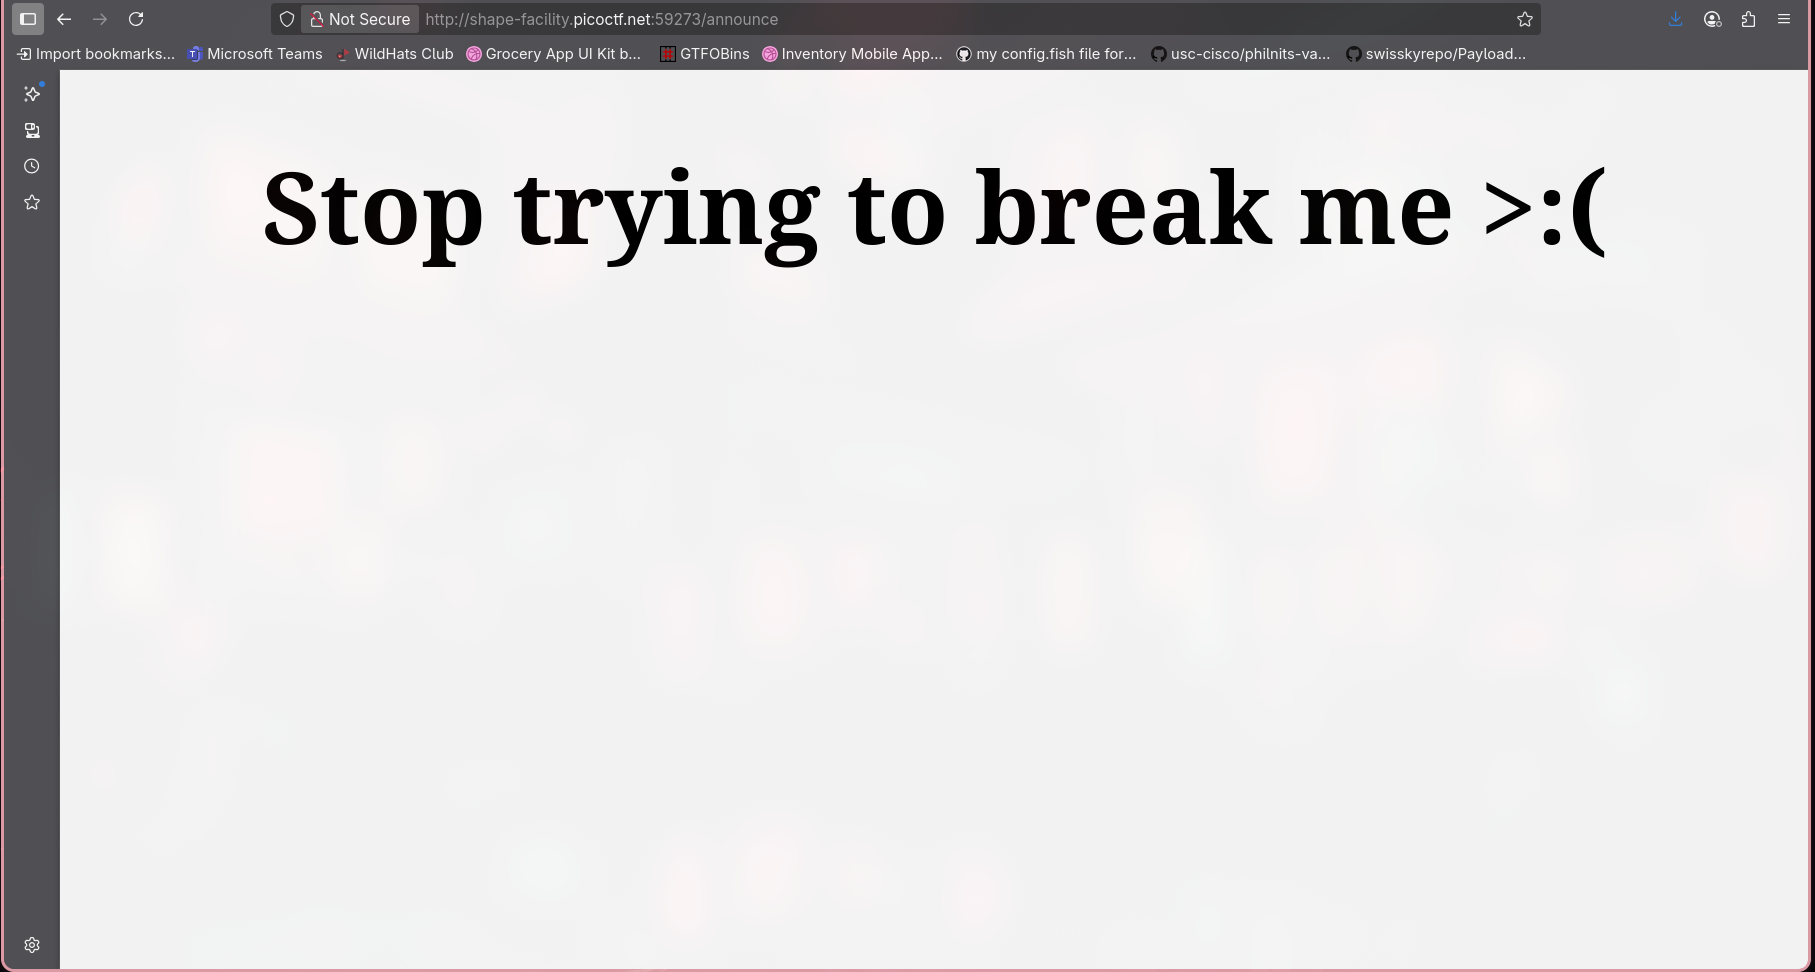 Not Secure http://shape-facility.picoctf.net:59273/announce
Import bookmarks... Microsoft Teams WildHats Club Grocery App UI Kit b... GTFOBins Inventory Mobile App... my config.fish file for... usc-cisco/philnits-va... swisskyrepo/Payload...
Stop trying to break me >:(